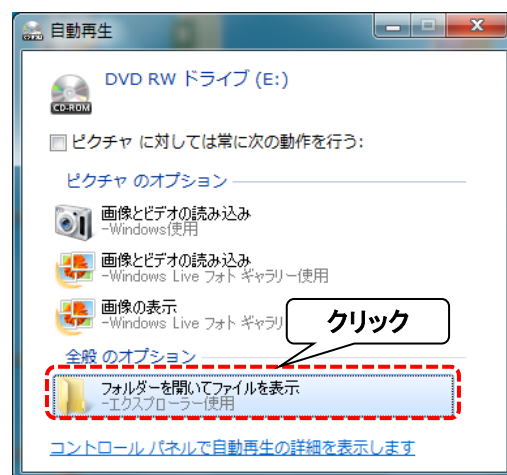 自動再生
DVD RW ドライブ (E:)
CD-ROM
ピクチャ に対しては常に次の動作を行う:
ピクチャ のオプション
画像とビデオの読み込み
-Windows使用
画像とビデオの読み込み
-Windows Live フォト ギャラリー使用
画像の表示
-Windows Live フォト ギャラリ
クリック
全般 のオプション
フォルダーを開いてファイルを表示
-エクスプローラー使用
コントロール パネルで自動再生の詳細を表示します